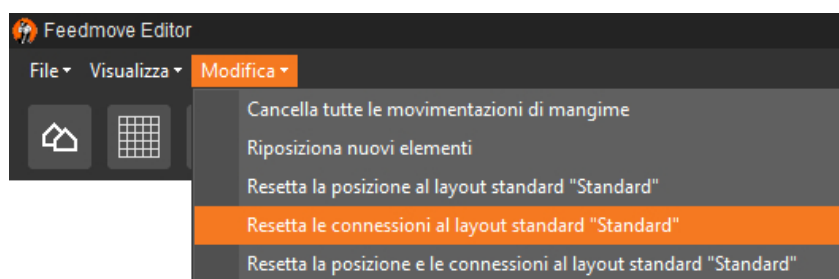 Feedmove Editor
File Visualizza Modifica
Cancella tutte le movimentazioni di mangime
Riposiziona nuovi elementi
Resetta la posizione al layout standard "Standard"
Resetta le connessioni al layout standard "Standard"
Resetta la posizione e le connessioni al layout standard "Standard"